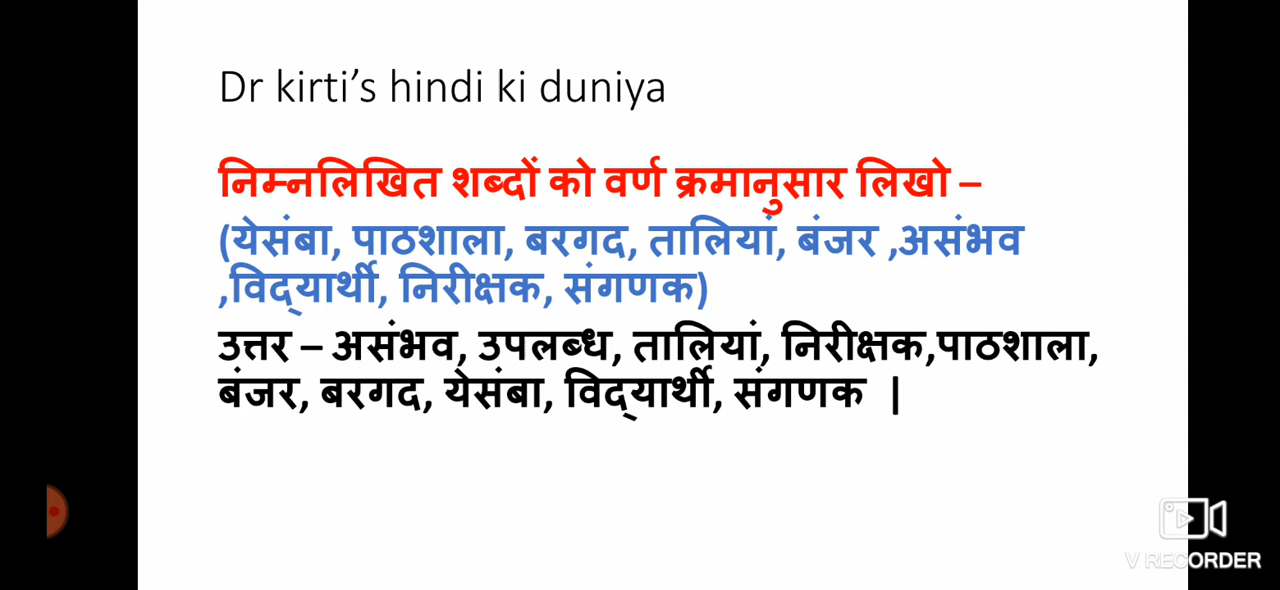 Dr kirti's hindi ki duniya
निम्नलिखित शब्दों को वर्ण क्रमानुसार लिखो –
(येसंबा, पाठशाला, बरगद, तालियां, बंजर ,असंभव
,विद्‌यार्थी, निरीक्षक, संगणक)
उत्तर – असंभव, उपलब्ध, तालियां, निरीक्षक,पाठशाला,
बंजर, बरगद, येसंबा, विद्‌यार्थी, संगणक |
V RECORDER